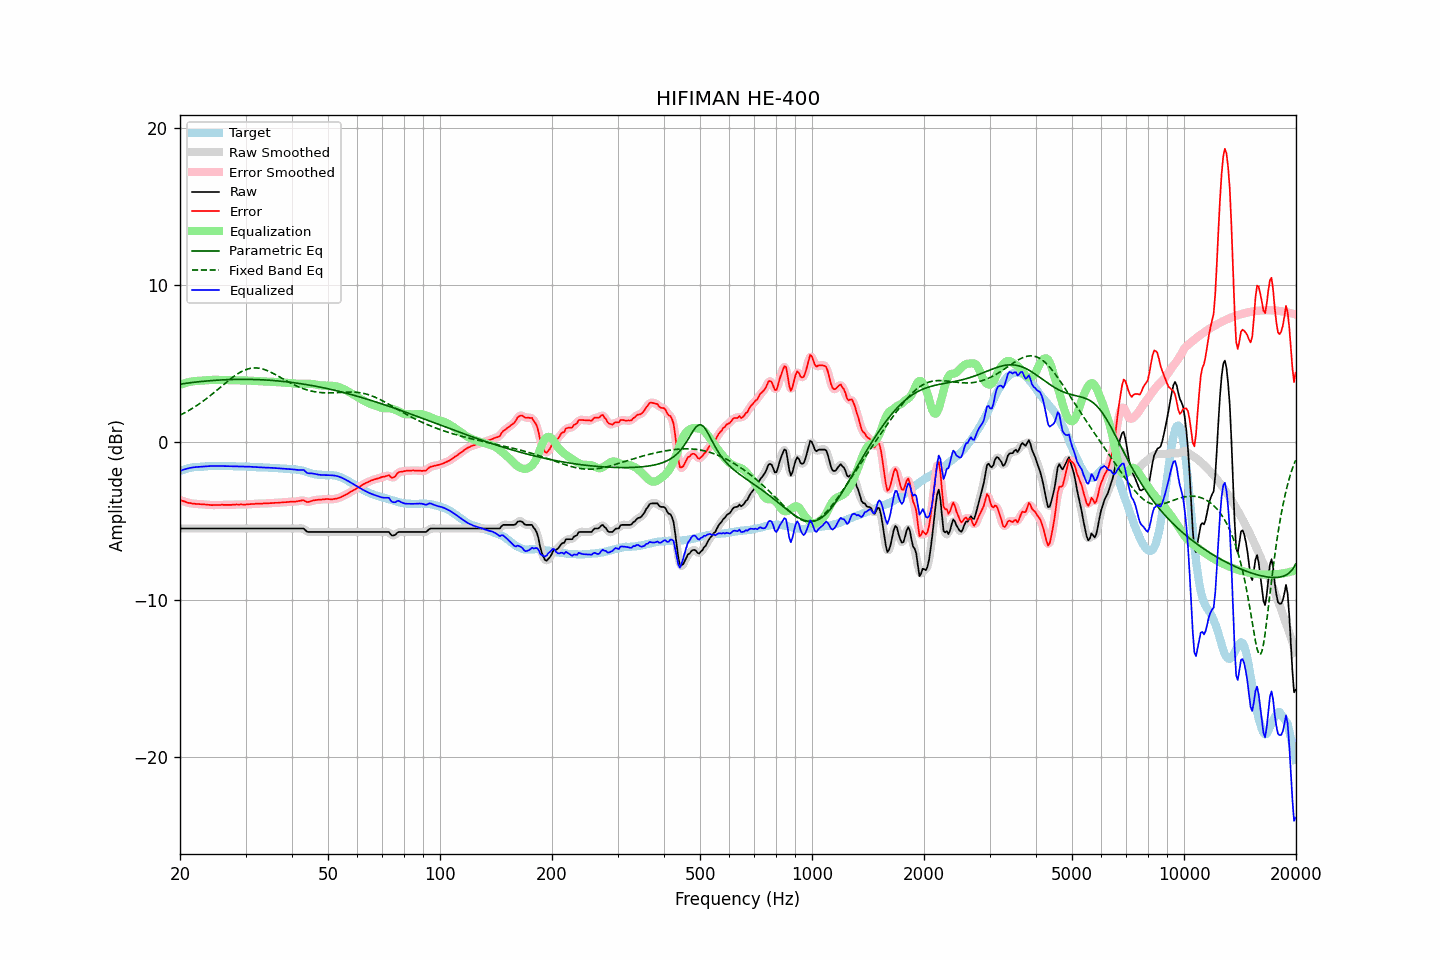 HIFIMAN HE-400
Target
Raw Smoothed
Error Smoothed
Raw
Error
Equalization
Parametric Eq
Fixed Band Eq
Equalized
20
10
0
−10
−20
Amplitude (dBr)
20 50 100 200 500 1000 2000 5000 10000 20000
Frequency (Hz)